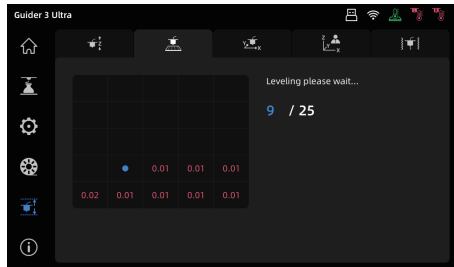 Guider 3 Ultra
Z
Y X
Z
Y X
Leveling please wait...
9 / 25
0.01 0.01 0.01
0.02 0.01 0.01 0.01 0.01